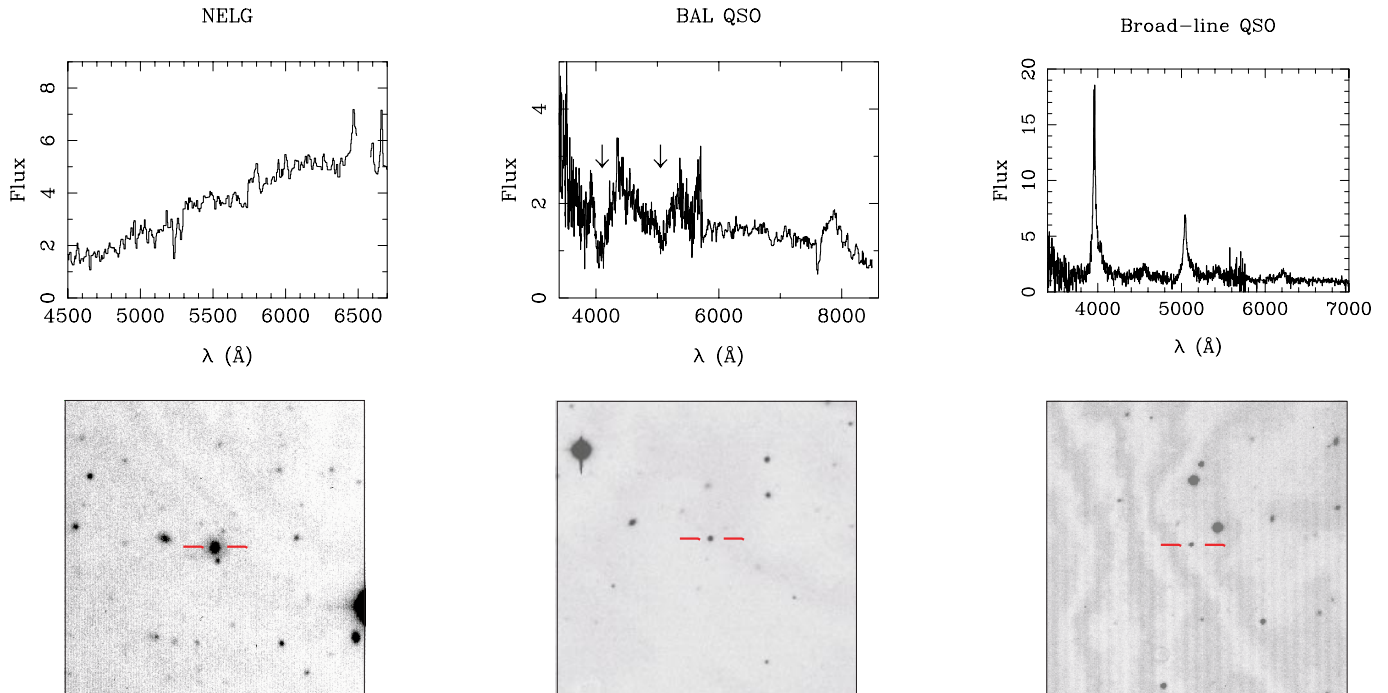 NELG
BAL QSO
Broad−line QSO
Flux
8
6
4
2
0
4500 5000 5500 6000 6500
λ (Å)
Flux
4
2
0
4000 6000 8000
λ (Å)
Flux
20
15
10
5
0
4000 5000 6000 7000
λ (Å)